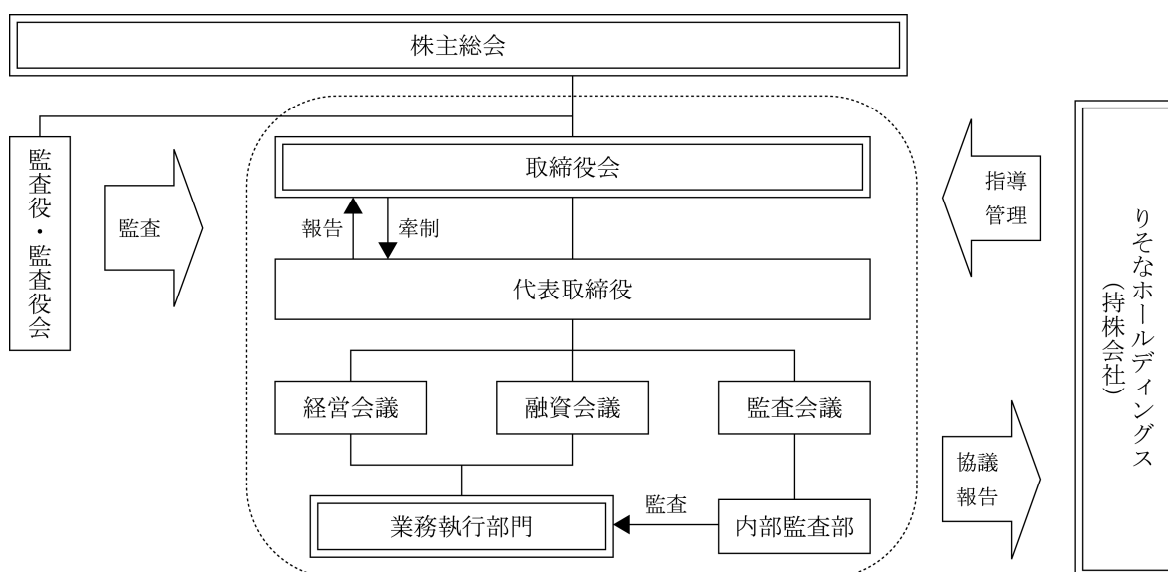 株主総会
監査役・監査役会
監査
取締役会
報告
牽制
代表取締役
経営会議
融資会議
監査会議
業務執行部門
監査
内部監査部
指導
管理
協議
報告
りそなホールディングス
(持株会社)